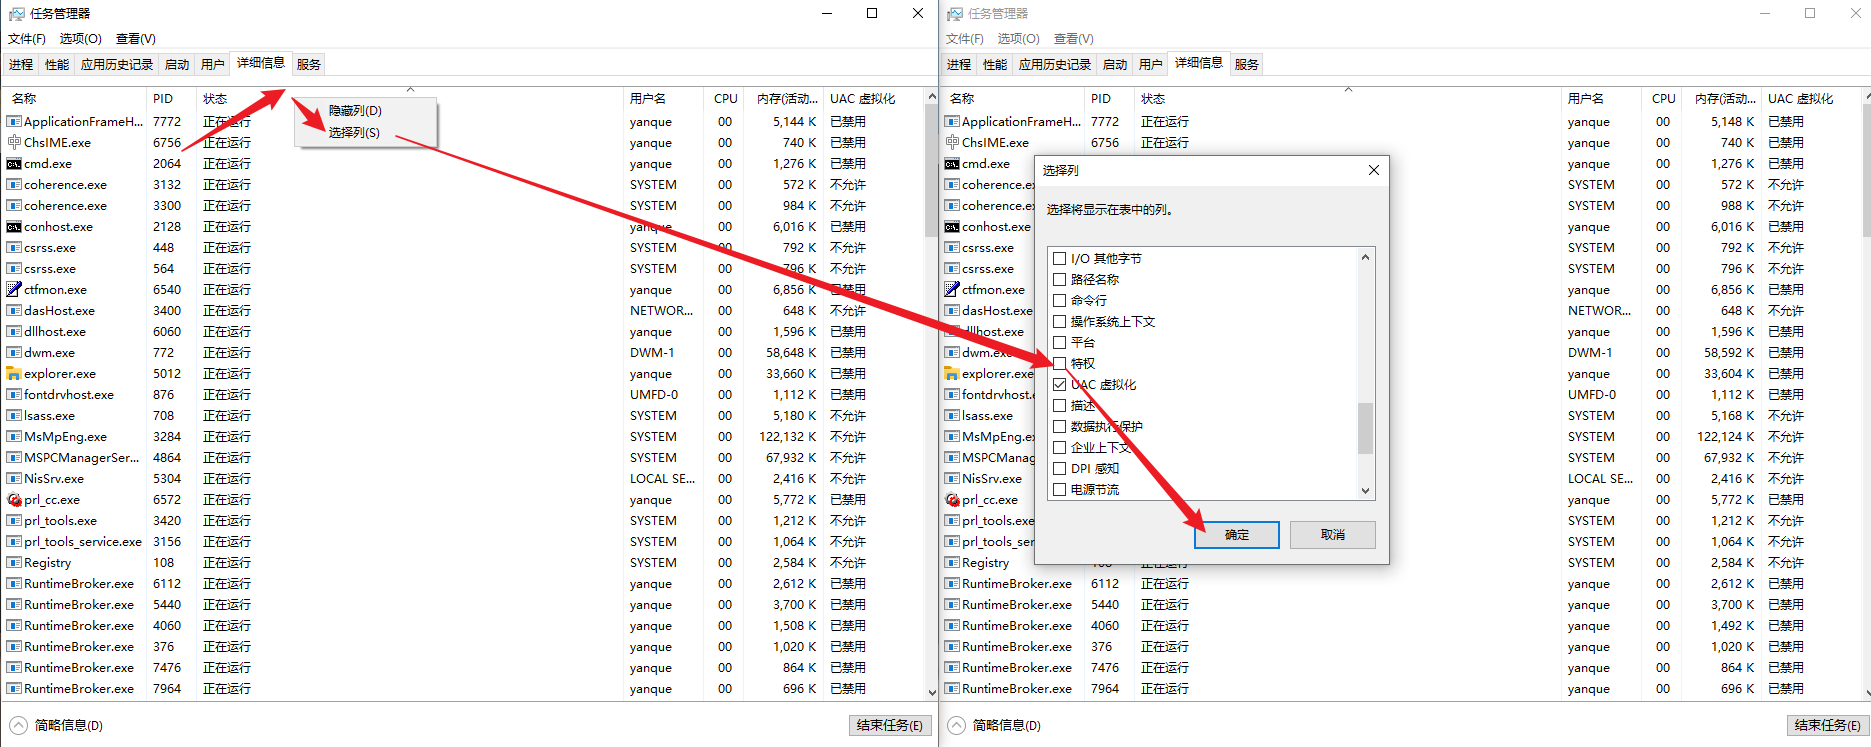 任务管理器
文件(F) 选项(O) 查看(V)
进程 性能 应用历史记录 启动 用户 详细信息 服务
名称 PID 状态 用户名 CPU 内存(活动... UAC 虚拟化
隐藏列(D)
选择列(S)
ApplicationFrameH... 7772 正在运行 yanque 00 5,144 K 已禁用
ChsIME.exe 6756 正在运行 yanque 00 740 K 已禁用
cmd.exe 2064 正在运行 yanque 00 1,276 K 已禁用
coherence.exe 3132 正在运行 SYSTEM 00 572 K 不允许
coherence.exe 3300 正在运行 SYSTEM 00 984 K 不允许
conhost.exe 2128 正在运行 yanque 00 6,016 K 已禁用
csrss.exe 448 正在运行 SYSTEM 00 792 K 不允许
csrss.exe 564 正在运行 SYSTEM 00 796 K 不允许
ctfmon.exe 6540 正在运行 yanque 00 6,856 K 已禁用
dasHost.exe 3400 正在运行 NETWOR... 00 648 K 不允许
dllhost.exe 6060 正在运行 yanque 00 1,596 K 已禁用
dwm.exe 772 正在运行 DWM-1 00 58,648 K 已禁用
explorer.exe 5012 正在运行 yanque 00 33,660 K 已禁用
fontdrvhost.exe 876 正在运行 UMFD-0 00 1,112 K 已禁用
lsass.exe 708 正在运行 SYSTEM 00 5,180 K 不允许
MsMpEng.exe 3284 正在运行 SYSTEM 00 122,132 K 不允许
MSPCManagerSer... 4864 正在运行 SYSTEM 00 67,932 K 不允许
NisSrv.exe 5304 正在运行 LOCAL SE... 00 2,416 K 不允许
prl_cc.exe 6572 正在运行 yanque 00 5,772 K 已禁用
prl_tools.exe 3420 正在运行 SYSTEM 00 1,212 K 不允许
prl_tools_service.exe 3156 正在运行 SYSTEM 00 1,064 K 不允许
Registry 108 正在运行 SYSTEM 00 2,584 K 不允许
RuntimeBroker.exe 6112 正在运行 yanque 00 2,612 K 已禁用
RuntimeBroker.exe 5440 正在运行 yanque 00 3,700 K 已禁用
RuntimeBroker.exe 4060 正在运行 yanque 00 1,508 K 已禁用
RuntimeBroker.exe 376 正在运行 yanque 00 1,020 K 已禁用
RuntimeBroker.exe 7476 正在运行 yanque 00 864 K 已禁用
RuntimeBroker.exe 7964 正在运行 yanque 00 696 K 已禁用
简略信息(D) 结束任务(E)
任务管理器
文件(F) 选项(O) 查看(V)
进程 性能 应用历史记录 启动 用户 详细信息 服务
名称 PID 状态 用户名 CPU 内存(活动... UAC 虚拟化
ApplicationFrameH... 7772 正在运行 yanque 00 5,148 K 已禁用
ChsIME.exe 6756 正在运行 yanque 00 740 K 已禁用
cmd.exe yanque 00 1,276 K 已禁用
coherence.ex SYSTEM 00 572 K 不允许
coherence.ex SYSTEM 00 988 K 不允许
conhost.exe yanque 00 6,016 K 已禁用
csrss.exe SYSTEM 00 792 K 不允许
csrss.exe SYSTEM 00 796 K 不允许
ctfmon.exe yanque 00 6,856 K 已禁用
dasHost.exe NETWOR... 00 648 K 不允许
dllhost.exe yanque 00 1,596 K 已禁用
dwm.exe DWM-1 00 58,592 K 已禁用
explorer.exe yanque 00 33,604 K 已禁用
fontdrvhost.e UMFD-0 00 1,112 K 已禁用
lsass.exe SYSTEM 00 5,168 K 不允许
MsMpEng.ex SYSTEM 00 122,124 K 不允许
MSPCManag SYSTEM 00 67,932 K 不允许
NisSrv.exe LOCAL SE... 00 2,416 K 不允许
prl_cc.exe yanque 00 5,772 K 已禁用
prl_tools.exe SYSTEM 00 1,212 K 不允许
prl_tools_ser SYSTEM 00 1,064 K 不允许
Registry SYSTEM 00 2,584 K 不允许
RuntimeBroker.exe 6112 正在运行 yanque 00 2,612 K 已禁用
RuntimeBroker.exe 5440 正在运行 yanque 00 3,700 K 已禁用
RuntimeBroker.exe 4060 正在运行 yanque 00 1,492 K 已禁用
RuntimeBroker.exe 376 正在运行 yanque 00 1,020 K 已禁用
RuntimeBroker.exe 7476 正在运行 yanque 00 864 K 已禁用
RuntimeBroker.exe 7964 正在运行 yanque 00 696 K 已禁用
简略信息(D) 结束任务(E)
选择列
选择将显示在表中的列。
I/O 其他字节
路径名称
命令行
操作系统上下文
平台
特权
UAC 虚拟化
描述
数据执行保护
企业上下文
DPI 感知
电源节流
确定 取消